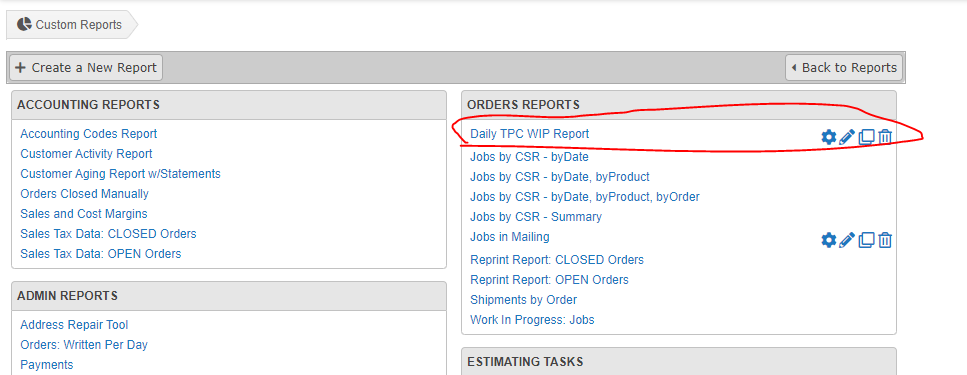 Custom Reports
Create a New Report
Back to Reports
ACCOUNTING REPORTS
Accounting Codes Report
Customer Activity Report
Customer Aging Report w/Statements
Orders Closed Manually
Sales and Cost Margins
Sales Tax Data: CLOSED Orders
Sales Tax Data: OPEN Orders
ADMIN REPORTS
Address Repair Tool
Orders: Written Per Day
Payments
ORDERS REPORTS
Daily TPC WIP Report
Jobs by CSR - byDate
Jobs by CSR - byDate, byProduct
Jobs by CSR - byDate, byProduct, byOrder
Jobs by CSR - Summary
Jobs in Mailing
Reprint Report: CLOSED Orders
Reprint Report: OPEN Orders
Shipments by Order
Work In Progress: Jobs
ESTIMATING TASKS